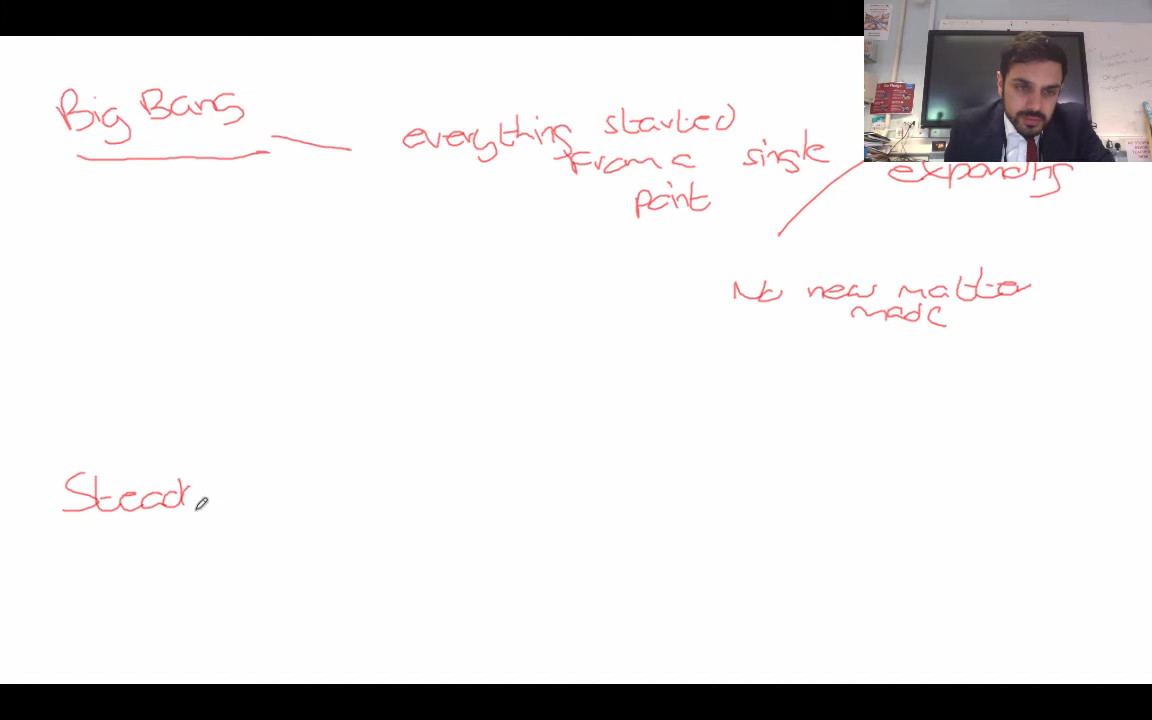 Big Bang
everything started
from a single
point
expanding
No new matter
made
Stead